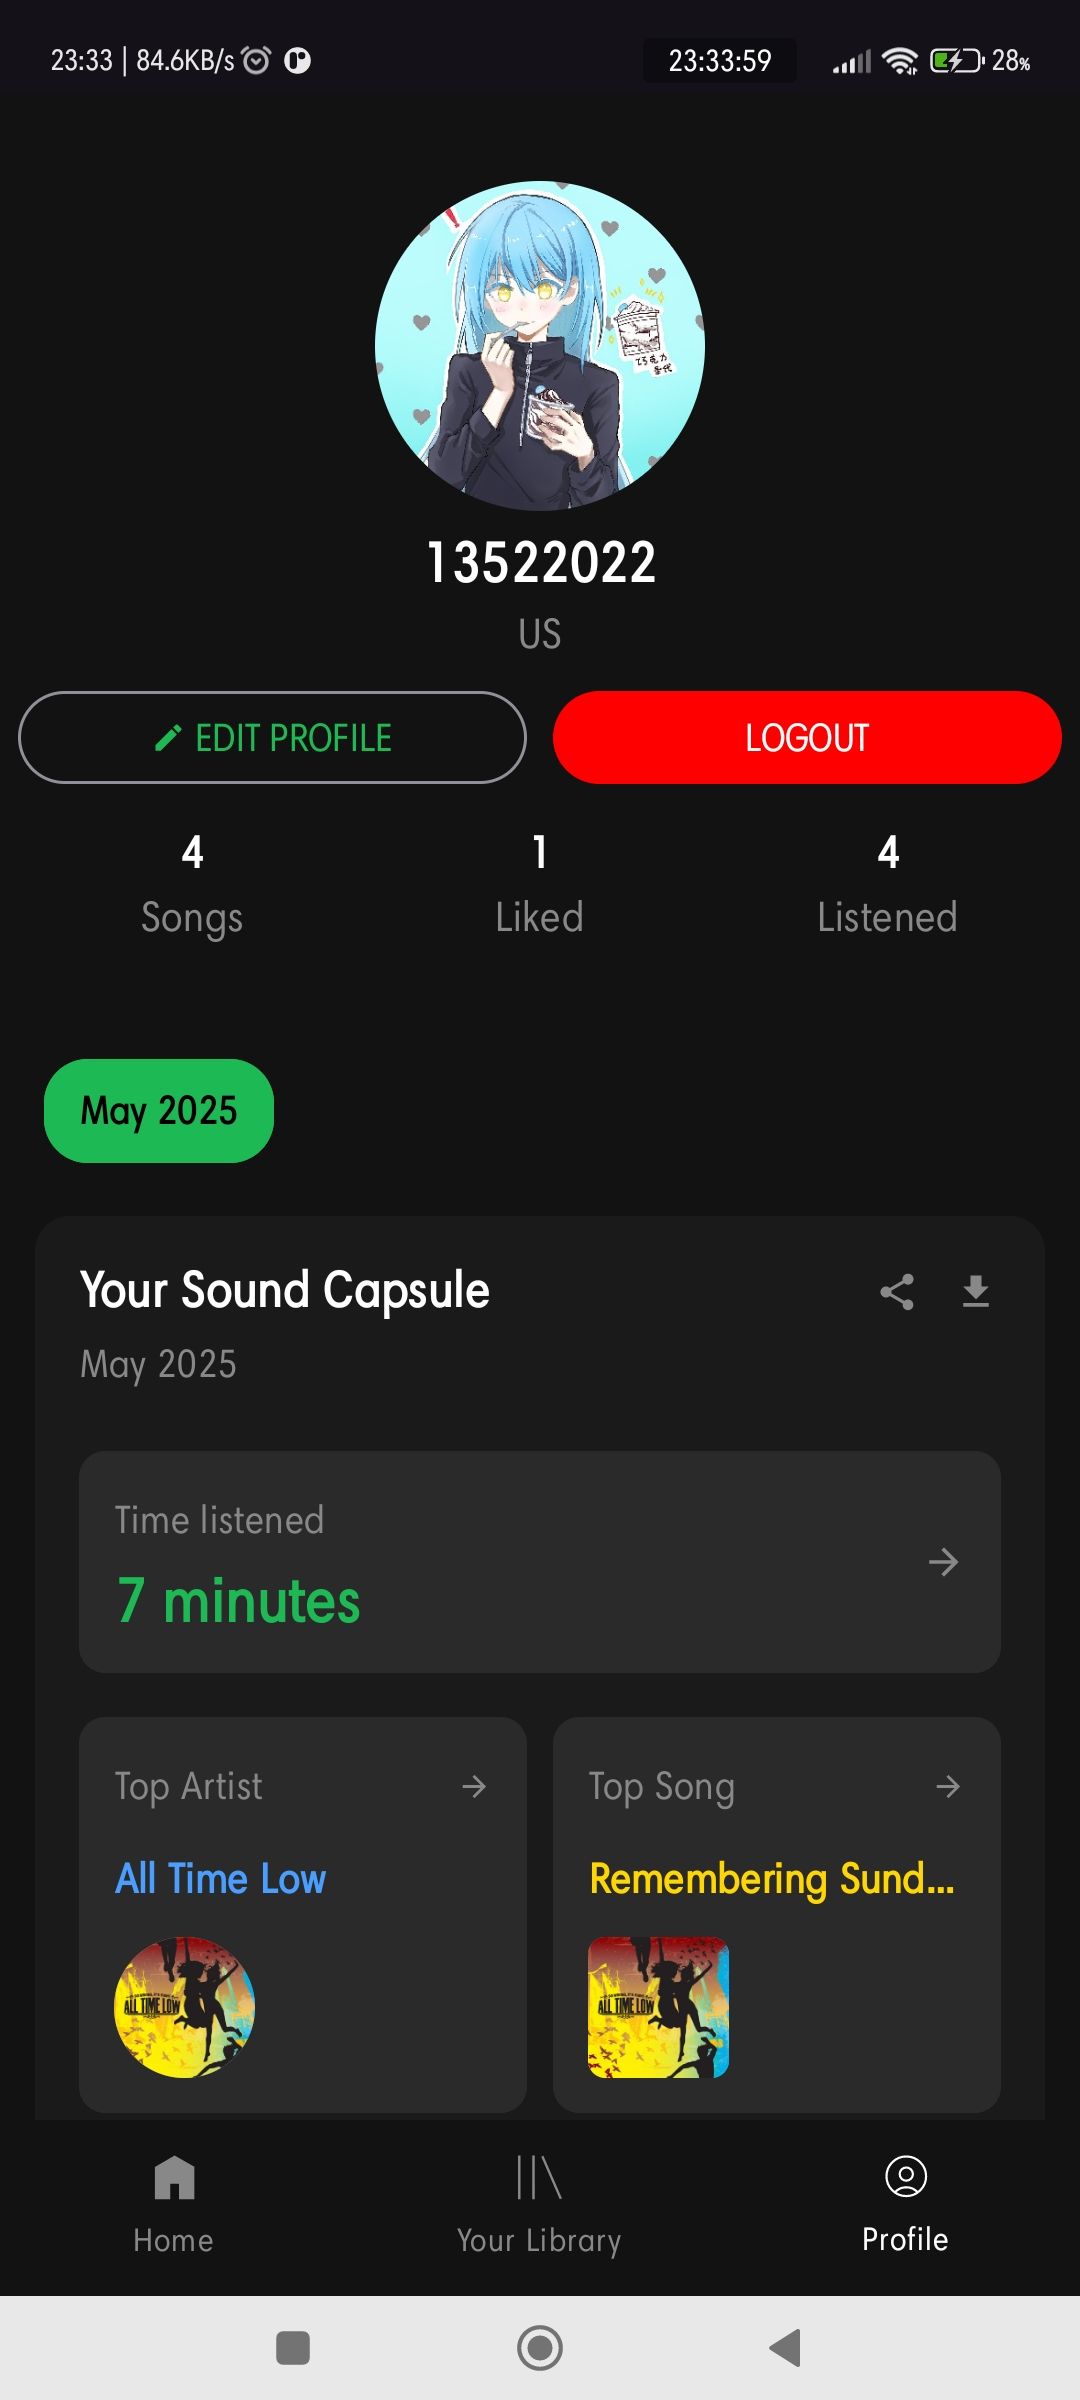 23:33 | 84.6KB/s
23:33:59
28%
13522022
US
EDIT PROFILE
LOGOUT
4
Songs
1
Liked
4
Listened
May 2025
Your Sound Capsule
May 2025
Time listened
7 minutes
Top Artist
All Time Low
ALL TIME LOW
Top Song
Remembering Sund...
ALL TIME LOW
Home
Your Library
Profile